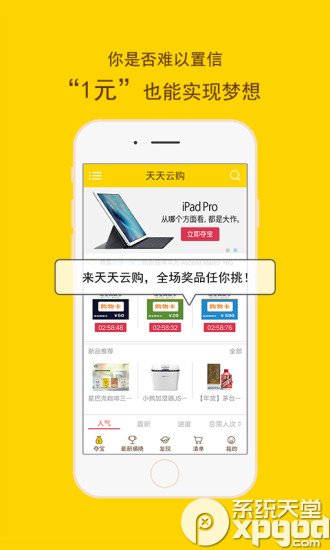 你是否难以置信
“1元”也能实现梦想
天天云购
iPad Pro
从哪个方面看,都是大作。
立即夺宝
来天天云购，全场奖品任你挑！
购物卡 购物卡 购物卡
¥50 ¥20 ¥500
02:58:48 02:58:32 02:58:76
新品推荐 全部
星巴克咖啡三... 小熊加湿器JS-... 【年货】茅台...
人气 最新 进度 总需人次
夺宝 最新揭晓 发现 清单 我的
系统天堂
xpgod
.com